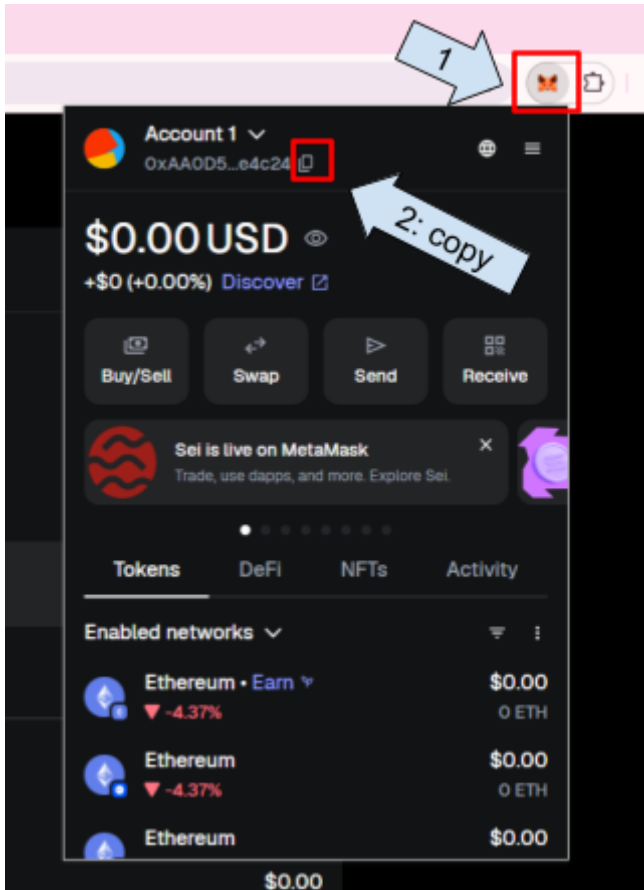 1
Account 1
0xAA0D5...e4c24
2: copy
$0.00 USD
+$0 (+0.00%) Discover
Buy/Sell Swap Send Receive
Sei is live on MetaMask
Trade, use dapps, and more. Explore Sei.
Tokens DeFi NFTs Activity
Enabled networks
Ethereum • Earn $0.00
-4.37% 0 ETH
Ethereum $0.00
-4.37% 0 ETH
Ethereum $0.00
$0.00